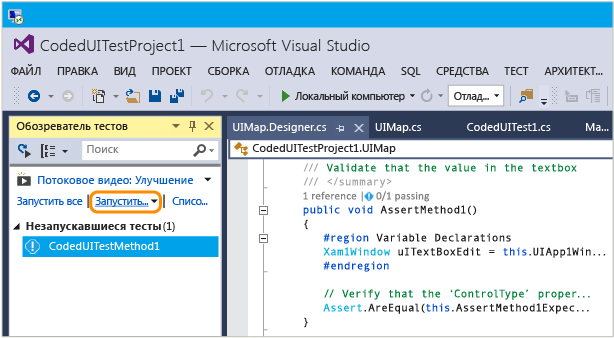 CodedUITestProject1 — Microsoft Visual Studio
ФАЙЛ ПРАВКА ВИД ПРОЕКТ СБОРКА ОТЛАДКА КОМАНДА SQL СРЕДСТВА ТЕСТ АРХИТЕКТ...
Локальный компьютер Отлад...
Обозреватель тестов
Поиск
Потоковое видео: Улучшение
Запустить все Запустить... Списо...
Незапускавшиеся тесты (1)
CodedUITestMethod1
UIMap.Designer.cs UIMap.cs CodedUITest1.cs Ma...
CodedUITestProject1.UIMap
/// Validate that the value in the textbox
/// </summary>
1 reference | 0/1 passing
public void AssertMethod1()
{
#region Variable Declarations
Xam1Window uITextBoxEdit = this.UIApp1Win...
#endregion
// Verify that the ‘ControlType’ proper...
Assert.AreEqual(this.AssertMethod1Expec...
}